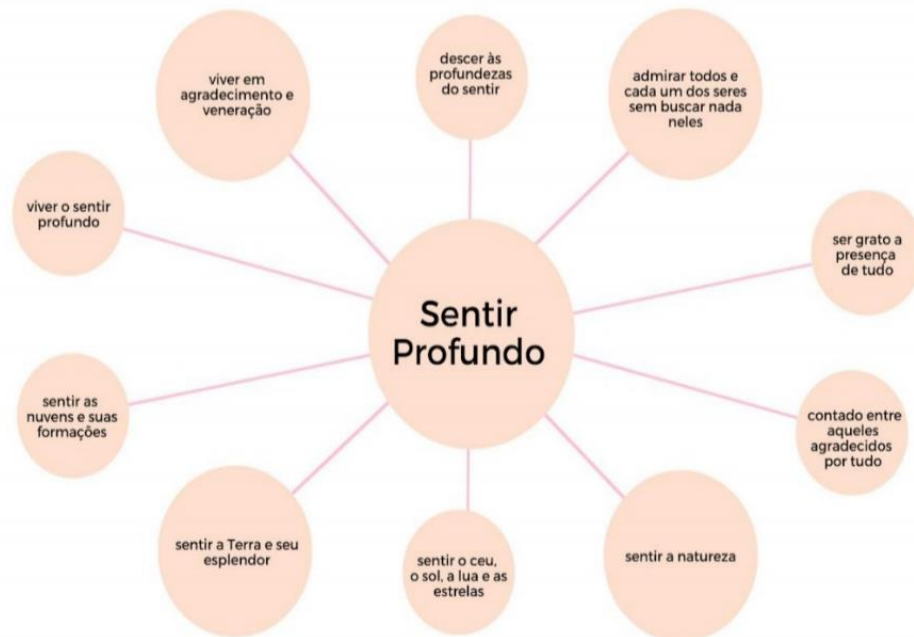 viver em
agradecimento e
veneração
descer às
profundezas
do sentir
admirar todos e
cada um dos seres
sem buscar nada
neles
viver o sentir
profundo
ser grato a
presença
de tudo
Sentir
Profundo
sentir as
nuvens e suas
formações
contado entre
aqueles
agradecidos
por tudo
sentir a Terra e seu
esplendor
sentir o ceu,
o sol, a lua e as
estrelas
sentir a natureza